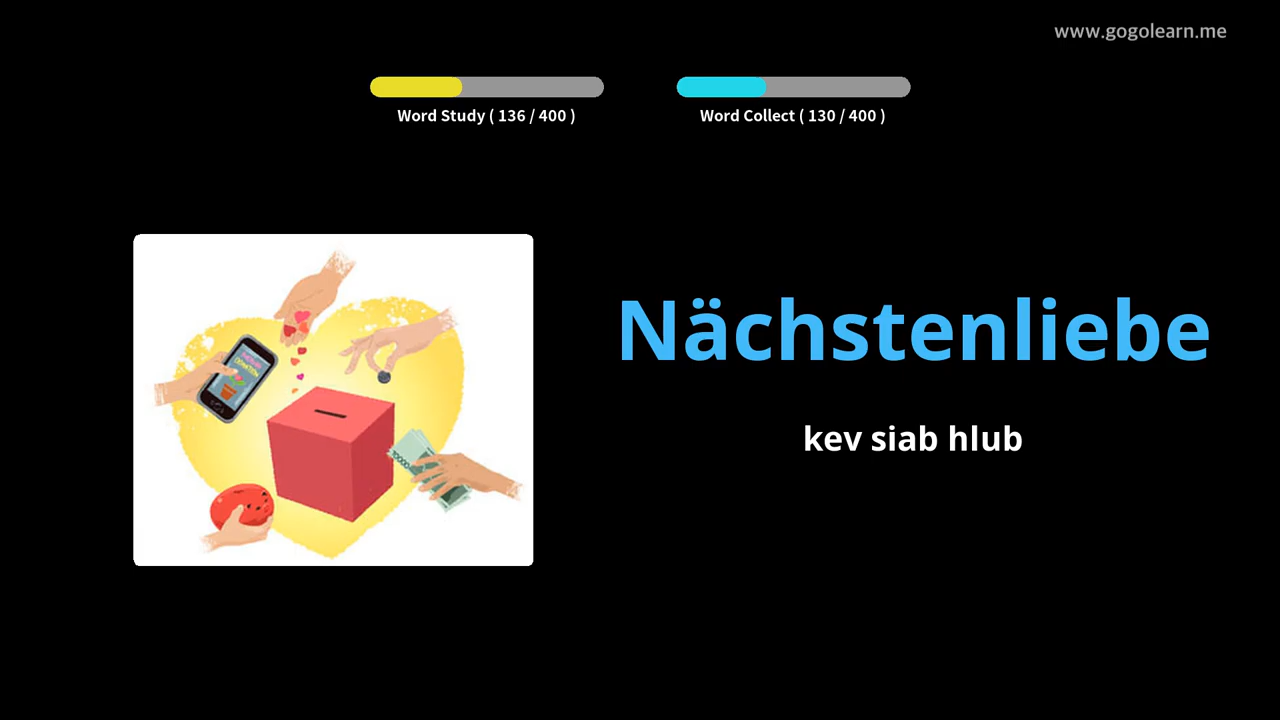 www.gogolearn.me
Word Study ( 136 / 400 )
Word Collect ( 130 / 400 )
Nächstenliebe
kev siab hlub